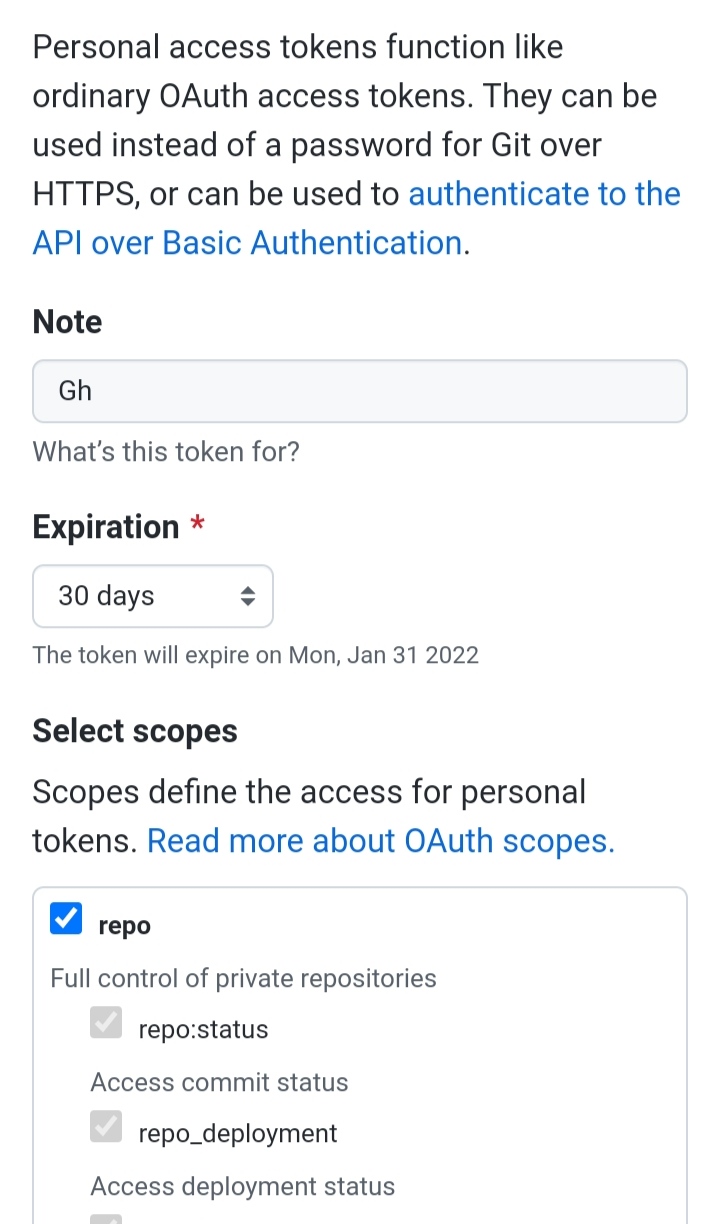 Personal access tokens function like
ordinary OAuth access tokens. They can be
used instead of a password for Git over
HTTPS, or can be used to authenticate to the
API over Basic Authentication.
Note
Gh
What's this token for?
Expiration *
30 days
The token will expire on Mon, Jan 31 2022
Select scopes
Scopes define the access for personal
tokens. Read more about OAuth scopes.
repo
Full control of private repositories
repo:status
Access commit status
repo_deployment
Access deployment status